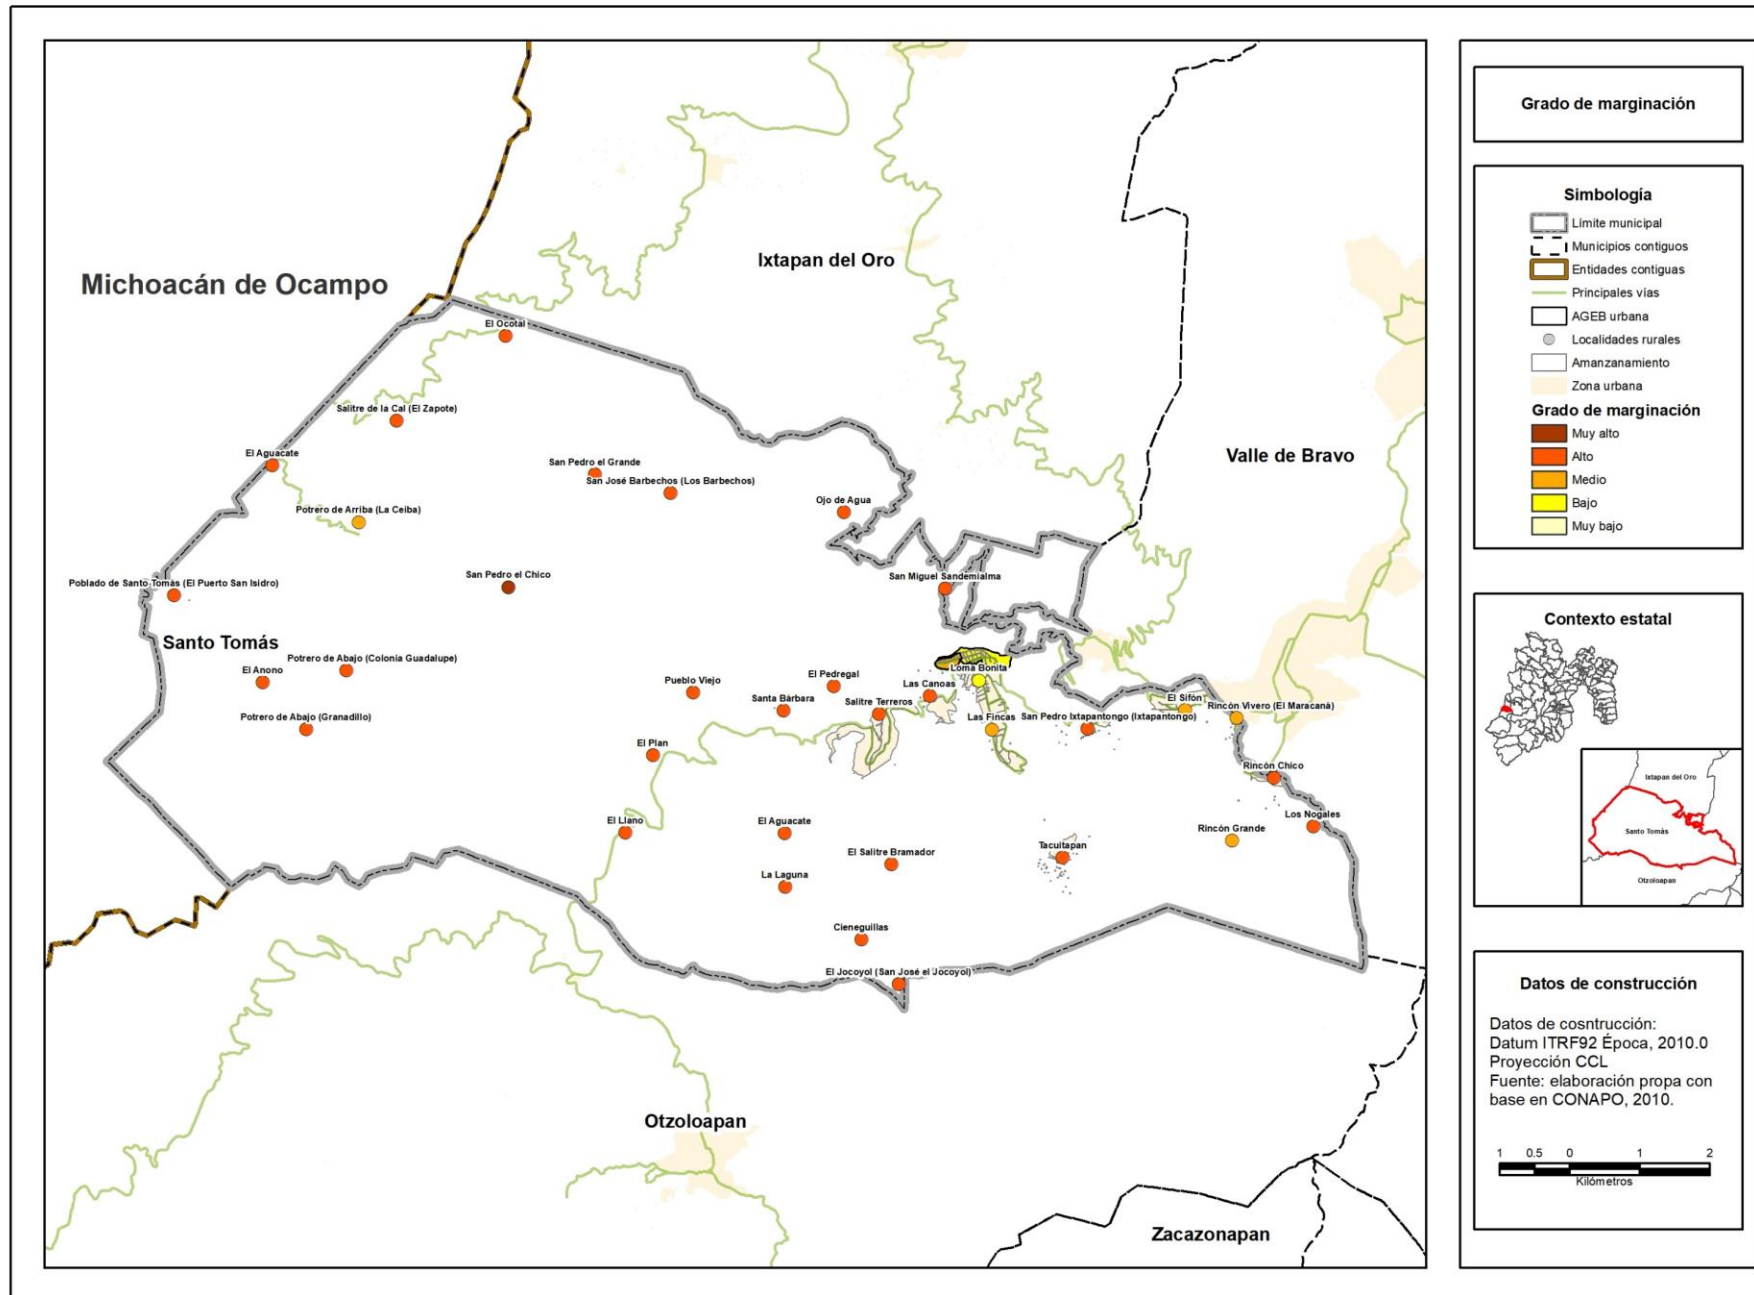 Michoacán de Ocampo
Ixtapan del Oro
Valle de Bravo
El Ocotal
Salitre de la Cal (El Zapote)
El Aguacate
San Pedro el Grande
San José Barbechos (Los Barbechos)
Potrero de Arriba (La Ceiba)
Ojo de Agua
Poblado de Santo Tomás (El Puerto San Isidro)
San Pedro el Chico
San Miguel Sandemialma
Santo Tomás
El Anono
Potrero de Abajo (Colonia Guadalupe)
Potrero de Abajo (Granadillo)
Pueblo Viejo
El Pedregal
Santa Bárbara
Salitre Terreros
Las Canoas
Loma Bonita
Las Fincas
San Pedro Ixtapantongo (Ixtapantongo)
El Sifón
Rincón Vivero (El Maracaná)
El Plan
Rincón Chico
El Llano
El Aguacate
Los Nogales
Rincón Grande
El Salitre Bramador
Tacuitapan
La Laguna
Cieneguillas
El Jocoyol (San José el Jocoyol)
Otzoloapan
Zacazonapan
Grado de marginación
Simbología
Límite municipal
Municipios contiguos
Entidades contiguas
Principales vías
AGEB urbana
Localidades rurales
Amanzanamiento
Zona urbana
Grado de marginación
Muy alto
Alto
Medio
Bajo
Muy bajo
Contexto estatal
Ixtapan del Oro
Santo Tomás
Otzoloapan
Datos de construcción
Datos de cosntrucción:
Datum ITRF92 Época, 2010.0
Proyección CCL
Fuente: elaboración propa con
base en CONAPO, 2010.
1 0.5 0 1 2
Kilómetros